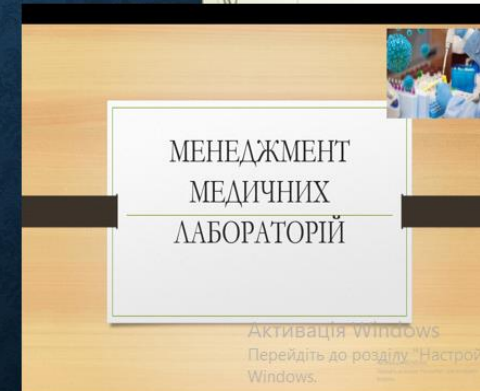 МЕНЕДЖМЕНТ
МЕДИЧНИХ
ЛАБОРАТОРІЙ
Активація Windows
Перейдіть до розділу "Настрой
Windows.